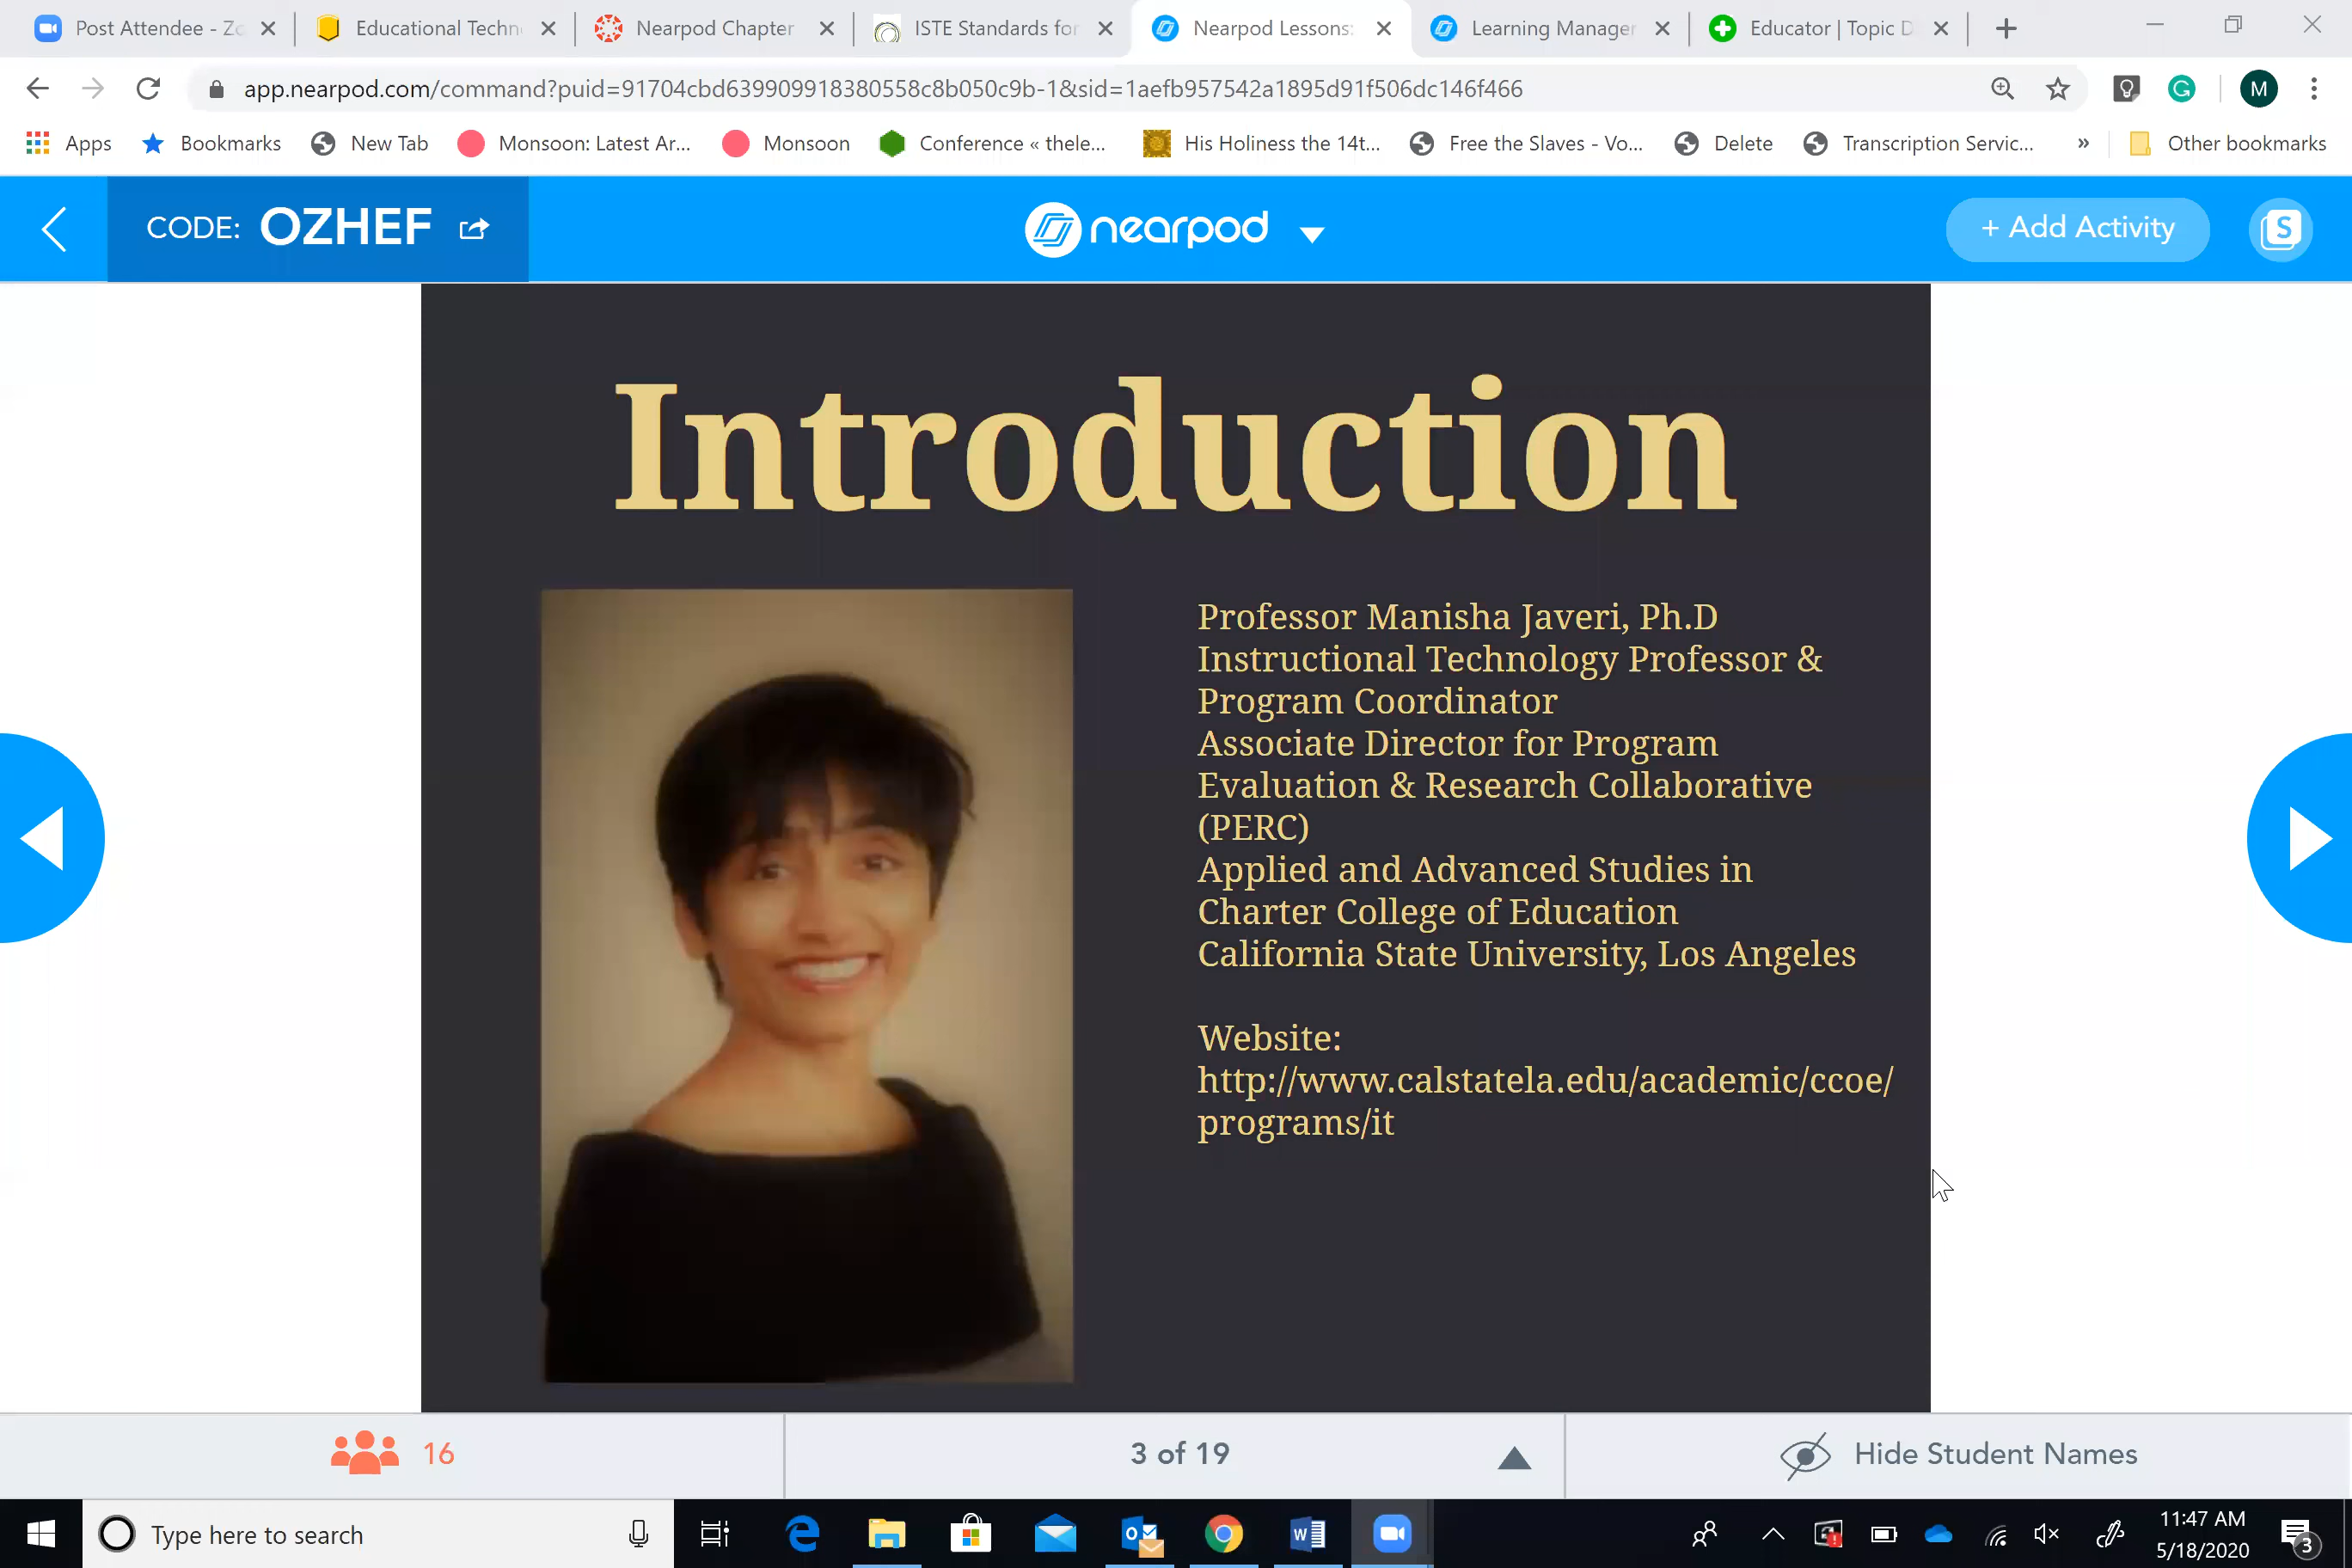 Post Attendee - Zo
Educational Techn
Nearpod Chapter
ISTE Standards for
Nearpod Lessons:
Learning Manager
Educator | Topic D
app.nearpod.com/command?puid=91704cbd639909918380558c8b050c9b-1&sid=1aefb957542a1895d91f506dc146f466
M
Apps
Bookmarks
New Tab
Monsoon: Latest Ar...
Monsoon
Conference « thele...
His Holiness the 14t...
Free the Slaves - Vo...
Delete
Transcription Servic...
»
Other bookmarks
CODE: OZHEF
nearpod
+ Add Activity
S
Introduction
Professor Manisha Javeri, Ph.D
Instructional Technology Professor &
Program Coordinator
Associate Director for Program
Evaluation & Research Collaborative
(PERC)
Applied and Advanced Studies in
Charter College of Education
California State University, Los Angeles
Website:
http://www.calstatela.edu/academic/ccoe/
programs/it
16
3 of 19
Hide Student Names
Type here to search
11:47 AM
5/18/2020
3